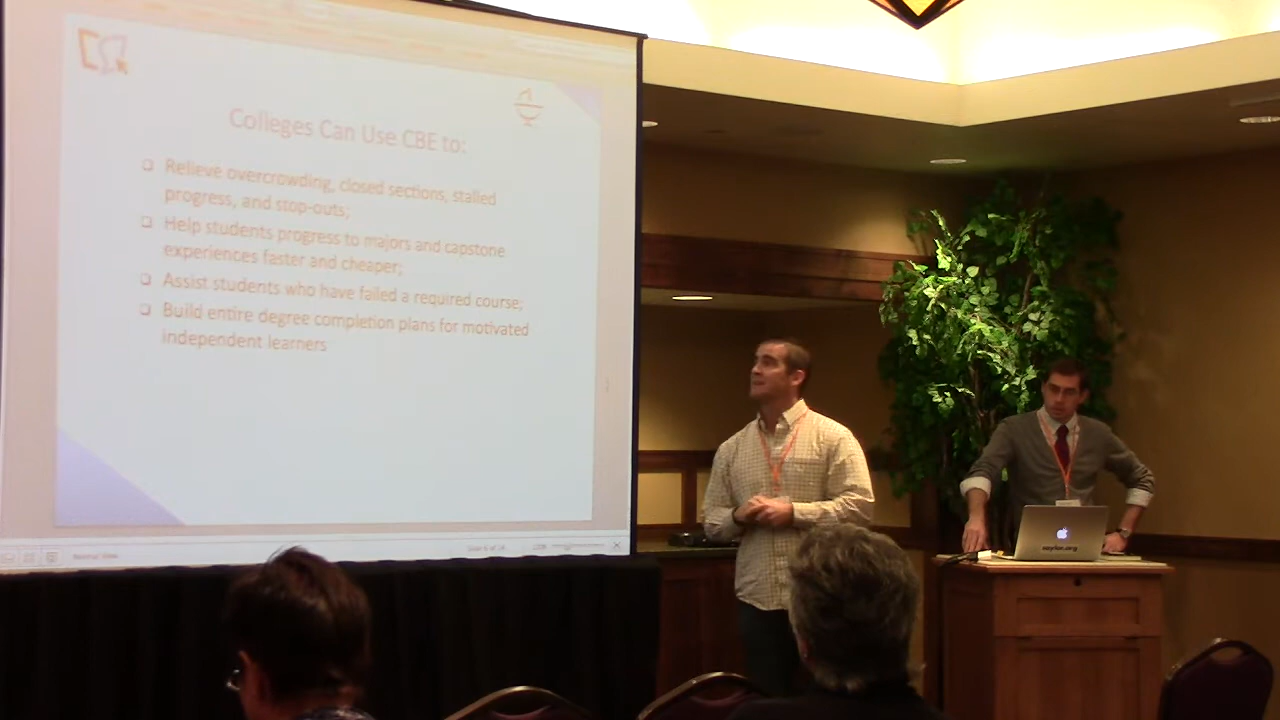 Colleges Can Use CBE to:
❑ Relieve overcrowding, closed sections, stalled
progress, and stop-outs;
❑ Help students progress to majors and capstone
experiences faster and cheaper;
❑ Assist students who have failed a required course;
❑ Build entire degree completion plans for motivated
independent learners
saylor.org